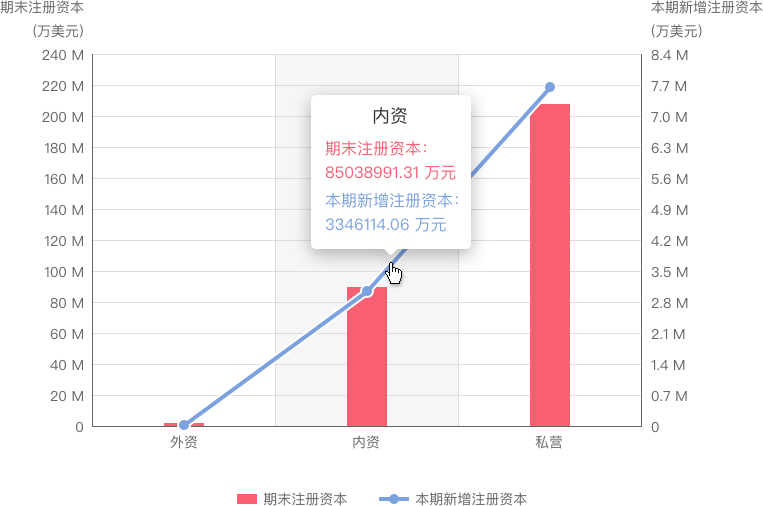 期末注册资本
(万美元)
本期新增注册资本
(万美元)
240 M
220 M
200 M
180 M
160 M
140 M
120 M
100 M
80 M
60 M
40 M
20 M
0
8.4 M
7.7 M
7.0 M
6.3 M
5.6 M
4.9 M
4.2 M
3.5 M
2.8 M
2.1 M
1.4 M
0.7 M
0
内资
期末注册资本：
85038991.31 万元
本期新增注册资本：
3346114.06 万元
外资
内资
私营
期末注册资本
本期新增注册资本